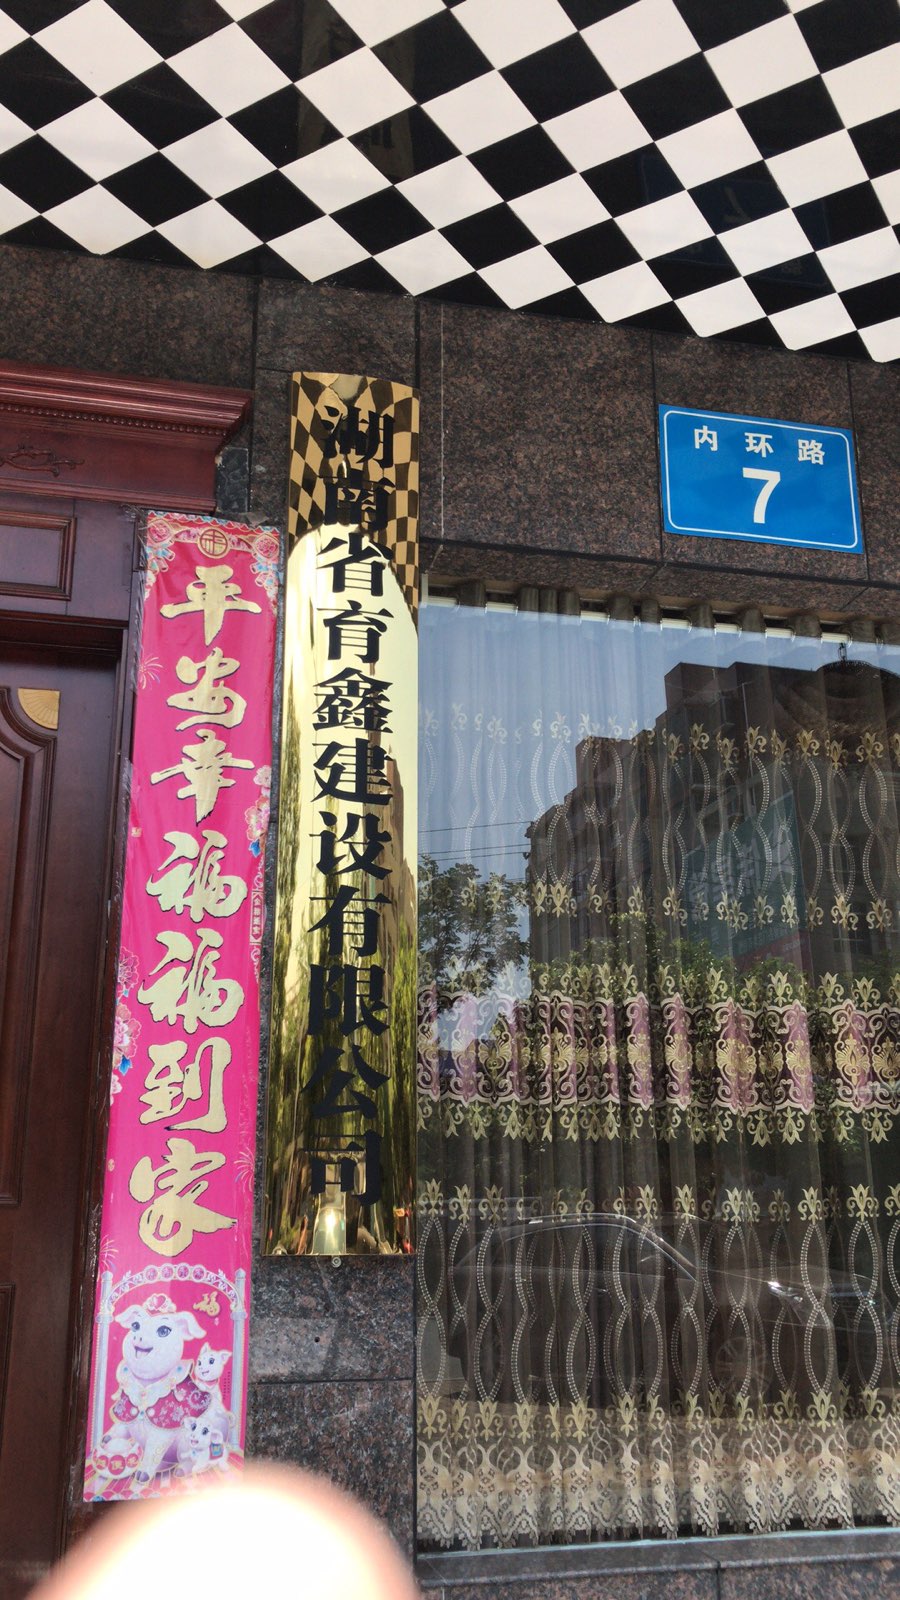 平安幸福福到家
湖南省育鑫建设有限公司
内环路
7